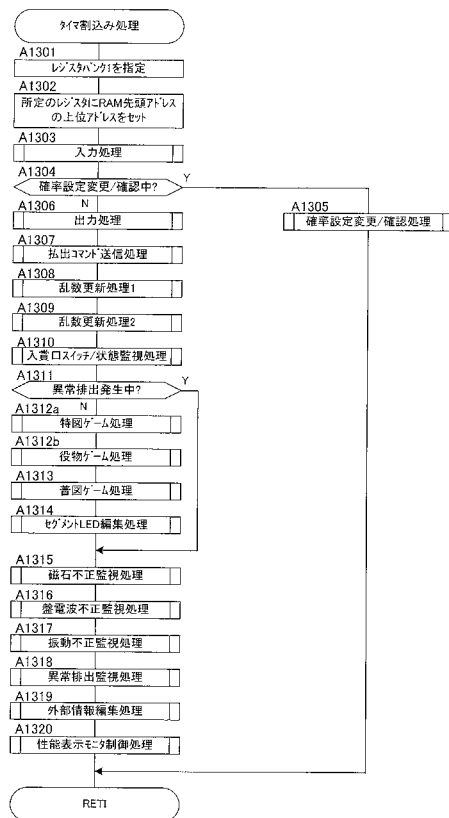 タイマ割込み処理
A1301
レジスタバンク1を指定
A1302
所定のレジスタにRAM先頭アドレス
の上位アドレスをセット
A1303
入力処理
A1304
確率設定変更/確認中?
Y
N
A1305
確率設定変更/確認処理
A1306
出力処理
A1307
払出コマンド送信処理
A1308
乱数更新処理1
A1309
乱数更新処理2
A1310
入賞口スイッチ/状態監視処理
A1311
異常排出発生中?
Y
N
A1312a
特図ゲーム処理
A1312b
役物ゲーム処理
A1313
普図ゲーム処理
A1314
セグメントLED編集処理
A1315
磁石不正監視処理
A1316
盤電波不正監視処理
A1317
振動不正監視処理
A1318
異常排出監視処理
A1319
外部情報編集処理
A1320
性能表示モニタ制御処理
RETI